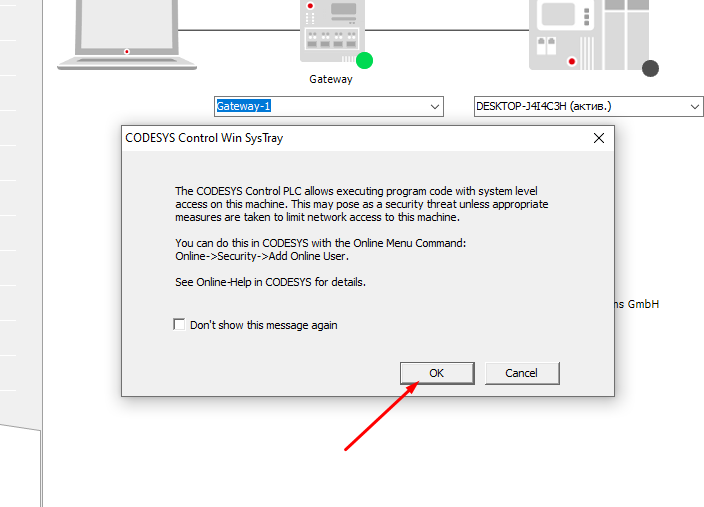 Gateway
Gateway-1
DESKTOP-J4I4C3H (актив.)
CODESYS Control Win SysTray
The CODESYS Control PLC allows executing program code with system level
access on this machine. This may pose as a security threat unless appropriate
measures are taken to limit network access to this machine.
You can do this in CODESYS with the Online Menu Command:
Online->Security->Add Online User.
See Online-Help in CODESYS for details.
ns GmbH
Don't show this message again
OK
Cancel